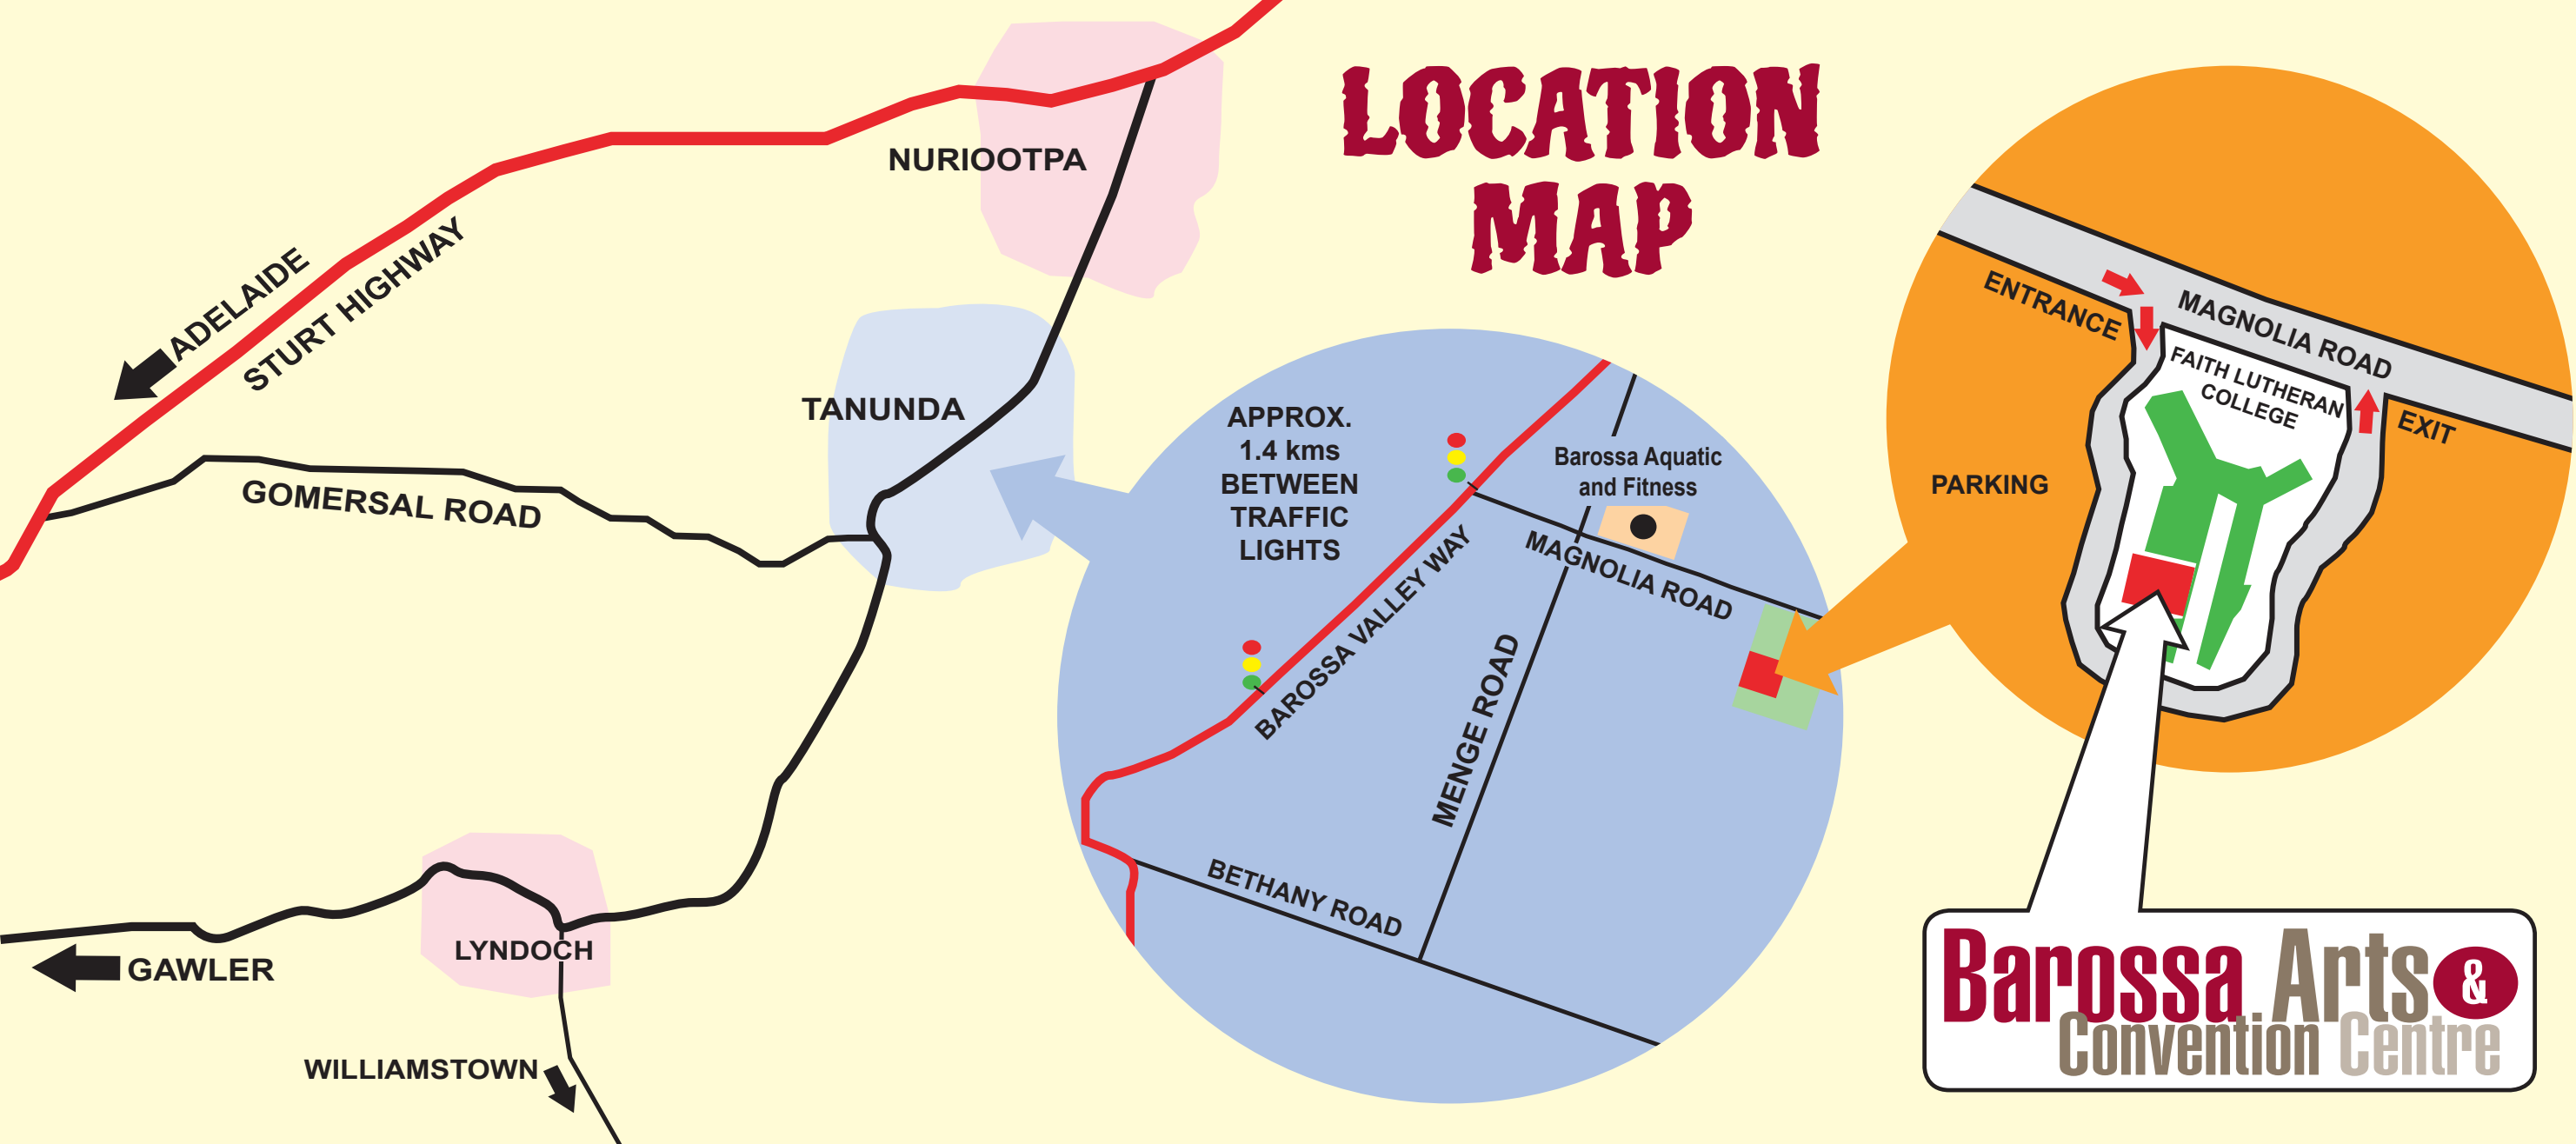 LOCATION
MAP
NURIOOTPA
ADELAIDE
STURT HIGHWAY
TANUNDA
GOMERSAL ROAD
LYNDOCH
GAWLER
WILLIAMSTOWN
APPROX.
1.4 kms
BETWEEN
TRAFFIC
LIGHTS
Barossa Aquatic
and Fitness
MAGNOLIA ROAD
BAROSSA VALLEY WAY
MENGE ROAD
BETHANY ROAD
ENTRANCE
MAGNOLIA ROAD
FAITH LUTHERAN
COLLEGE
EXIT
PARKING
Barossa Arts &
Convention Centre